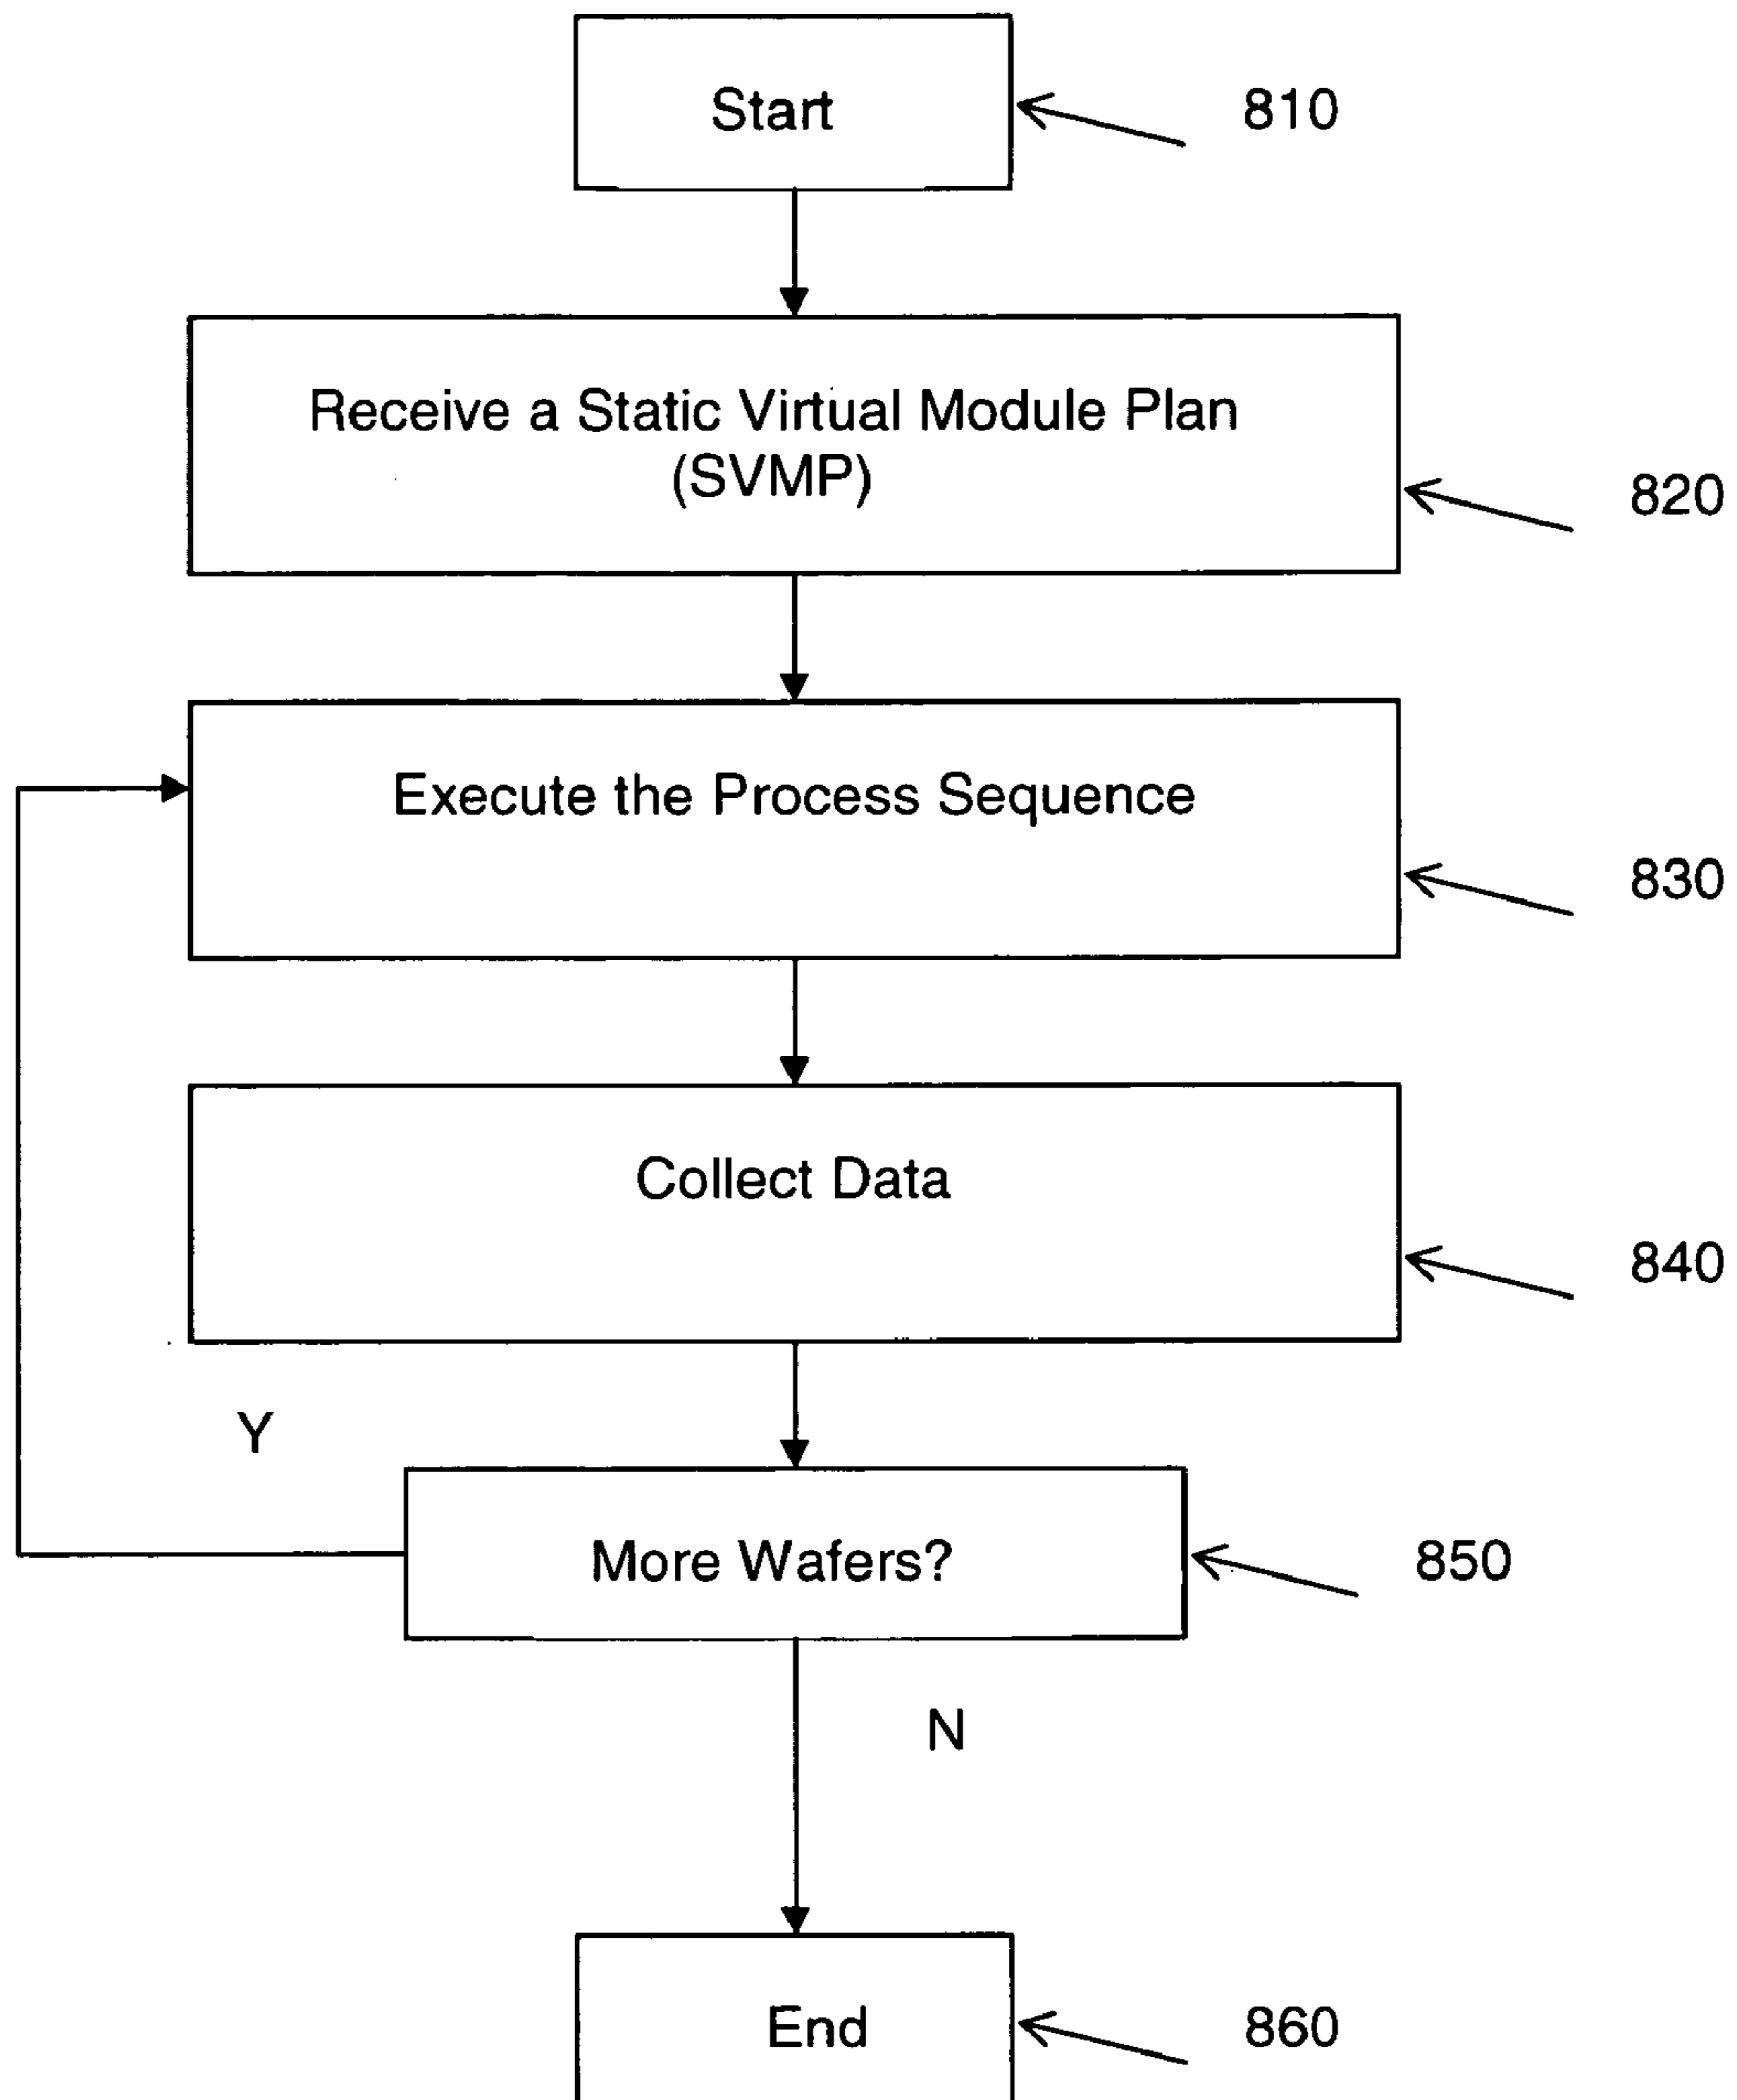 Start
810
Receive a Static Virtual Module Plan
(SVMP)
820
Execute the Process Sequence
830
Collect Data
840
Y
More Wafers?
850
N
End
860